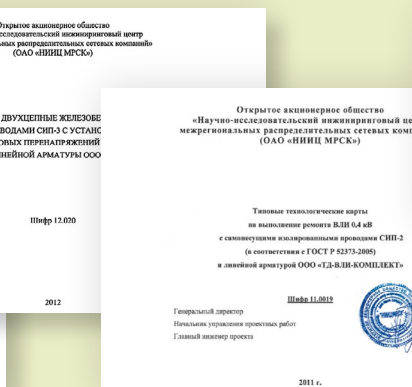 Открытое акционерное общество
исследовательский инжиниринговый центр
распределительных сетевых компаний»
(ОАО «НИИЦ МРСК»)
ДВУХЦЕПНЫЕ ЖЕЛЕЗОБЕ
ВОДАМИ СИП-3 С УСТАНО
ОВЫХ ПЕРЕНАПРЯЖЕНИЙ
НЕЙНОЙ АРМАТУРЫ ООО
Шифр 12.020
2012
Открытое акционерное общество
«Научно-исследовательский инжиниринговый це
межрегиональных распределительных сетевых комп
(ОАО «НИИЦ МРСК»)
Типовые технологические карты
на выполнение ремонта ВЛИ 0,4 кВ
с самонесущими изолированными проводами СИП-2
(в соответствии с ГОСТ Р 52373-2005)
и линейной арматурой ООО «ТД-ВЛИ-КОМПЛЕКТ»
Шифр 11.0019
Генеральный директор
Начальник управления проектных работ
Главный инженер проекта
2011 г.